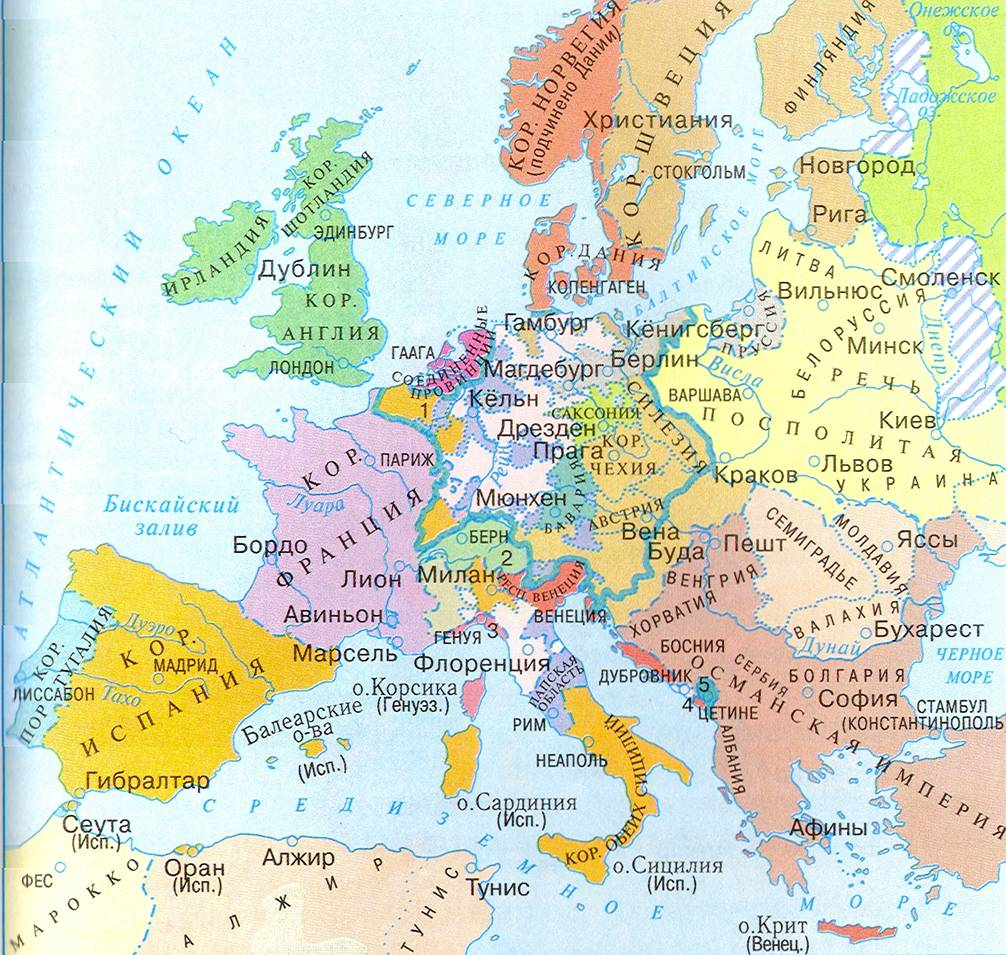 Онежское
Ладожское
оз.
АТЛАНТИЧЕСКИЙ
ОКЕАН
КОР. НОРВЕГИЯ
(подчинено Дании)
КОР. ШВЕЦИЯ
ФИНЛЯНДИЯ
Христиания
СТОКГОЛЬМ
Новгород
Рига
СЕВЕРНОЕ
МОРЕ
БАЛТИЙСКОЕ
МОРЕ
КОР.
ШОТЛАНДИЯ
ЭДИНБУРГ
ИРЛАНДИЯ
Дублин
КОР.
АНГЛИЯ
ЛОНДОН
КОР. ДАНИЯ
КОПЕНГАГЕН
ЛИТВА
Вильнюс
Смоленск
БЕЛОРУССИЯ
Минск
Днепр
Гамбург
Кёнигсберг
ПРУССИЯ
Берлин
Магдебург
ГААГА
СОЕДИНЕННЫЕ
ПРОВИНЦИИ
1
Кёльн
САКСОНИЯ
Дрезден
СИЛЕЗИЯ
Висла
ВАРШАВА
РЕЧЬ
ПОСПОЛИТАЯ
Киев
КОР.
ЧЕХИЯ
Прага
Краков
Львов
УКРАИНА
Рейн
КОР.
ФРАНЦИЯ
ПАРИЖ
Луара
Бискайский
залив
Мюнхен
БАВАРИЯ
АВСТРИЯ
Вена
БЕРН
2
Буда
Пешт
СЕМИГРАДЬЕ
МОЛДАВИЯ
Яссы
Бордо
Лион
Милан
РЕСП. ВЕНЕЦИЯ
ВЕНГРИЯ
ХОРВАТИЯ
ВАЛАХИЯ
Авиньон
ГЕНУЯ
3
ВЕНЕЦИЯ
Дунай
Бухарест
Марсель
Флоренция
БОСНИЯ
ДУБРОВНИК
СЕРБИЯ
БОЛГАРИЯ
ЧЕРНОЕ
МОРЕ
КОР.
ПОРТУГАЛИЯ
ЛИССАБОН
Дуэро
КОР.
ИСПАНИЯ
МАДРИД
Тахо
о.Корсика
(Генуэз.)
ПАПСКАЯ
ОБЛАСТЬ
РИМ
5
4
ЦЕТИНЕ
София
СТАМБУЛ
(КОНСТАНТИНОПОЛЬ
ОСМАНСКАЯ ИМПЕРИЯ
АЛБАНИЯ
Балеарские
о-ва
(Исп.)
НЕАПОЛЬ
КОР. ОБЕИХ СИЦИЛИЙ
Гибралтар
о.Сардиния
(Исп.)
СРЕДИЗЕМНОЕ
МОРЕ
Афины
Сеута
(Исп.)
Оран
(Исп.)
Алжир
о.Сицилия
(Исп.)
ФЕС
МАРОККО
АЛЖИР
ТУНИС
Тунис
о.Крит
(Венец.)